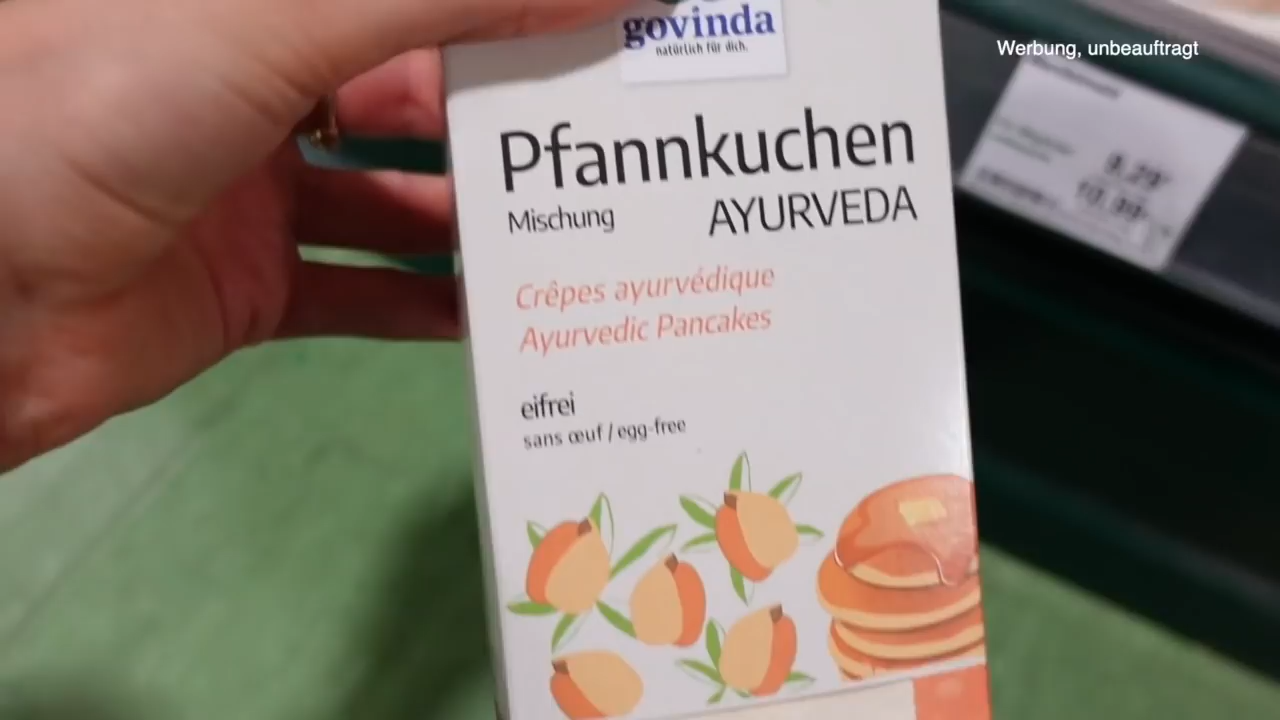 govinda
natürlich für dich.
Werbung, unbeauftragt
Pfannkuchen
Mischung AYURVEDA
Crêpes ayurvédique
Ayurvedic Pancakes
eifrei
sans œuf / egg-free